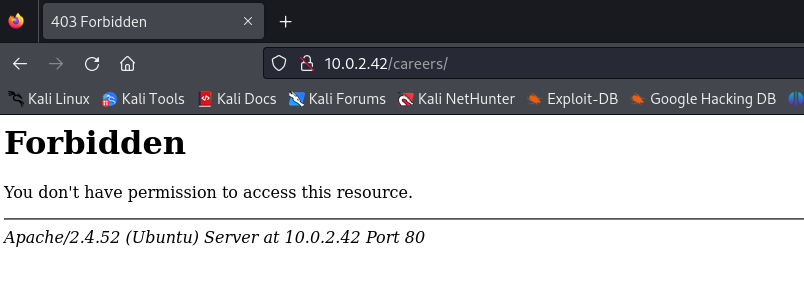 403 Forbidden
10.0.2.42/careers/
Kali Linux Kali Tools Kali Docs Kali Forums Kali NetHunter Exploit-DB Google Hacking DB
Forbidden
You don't have permission to access this resource.
Apache/2.4.52 (Ubuntu) Server at 10.0.2.42 Port 80